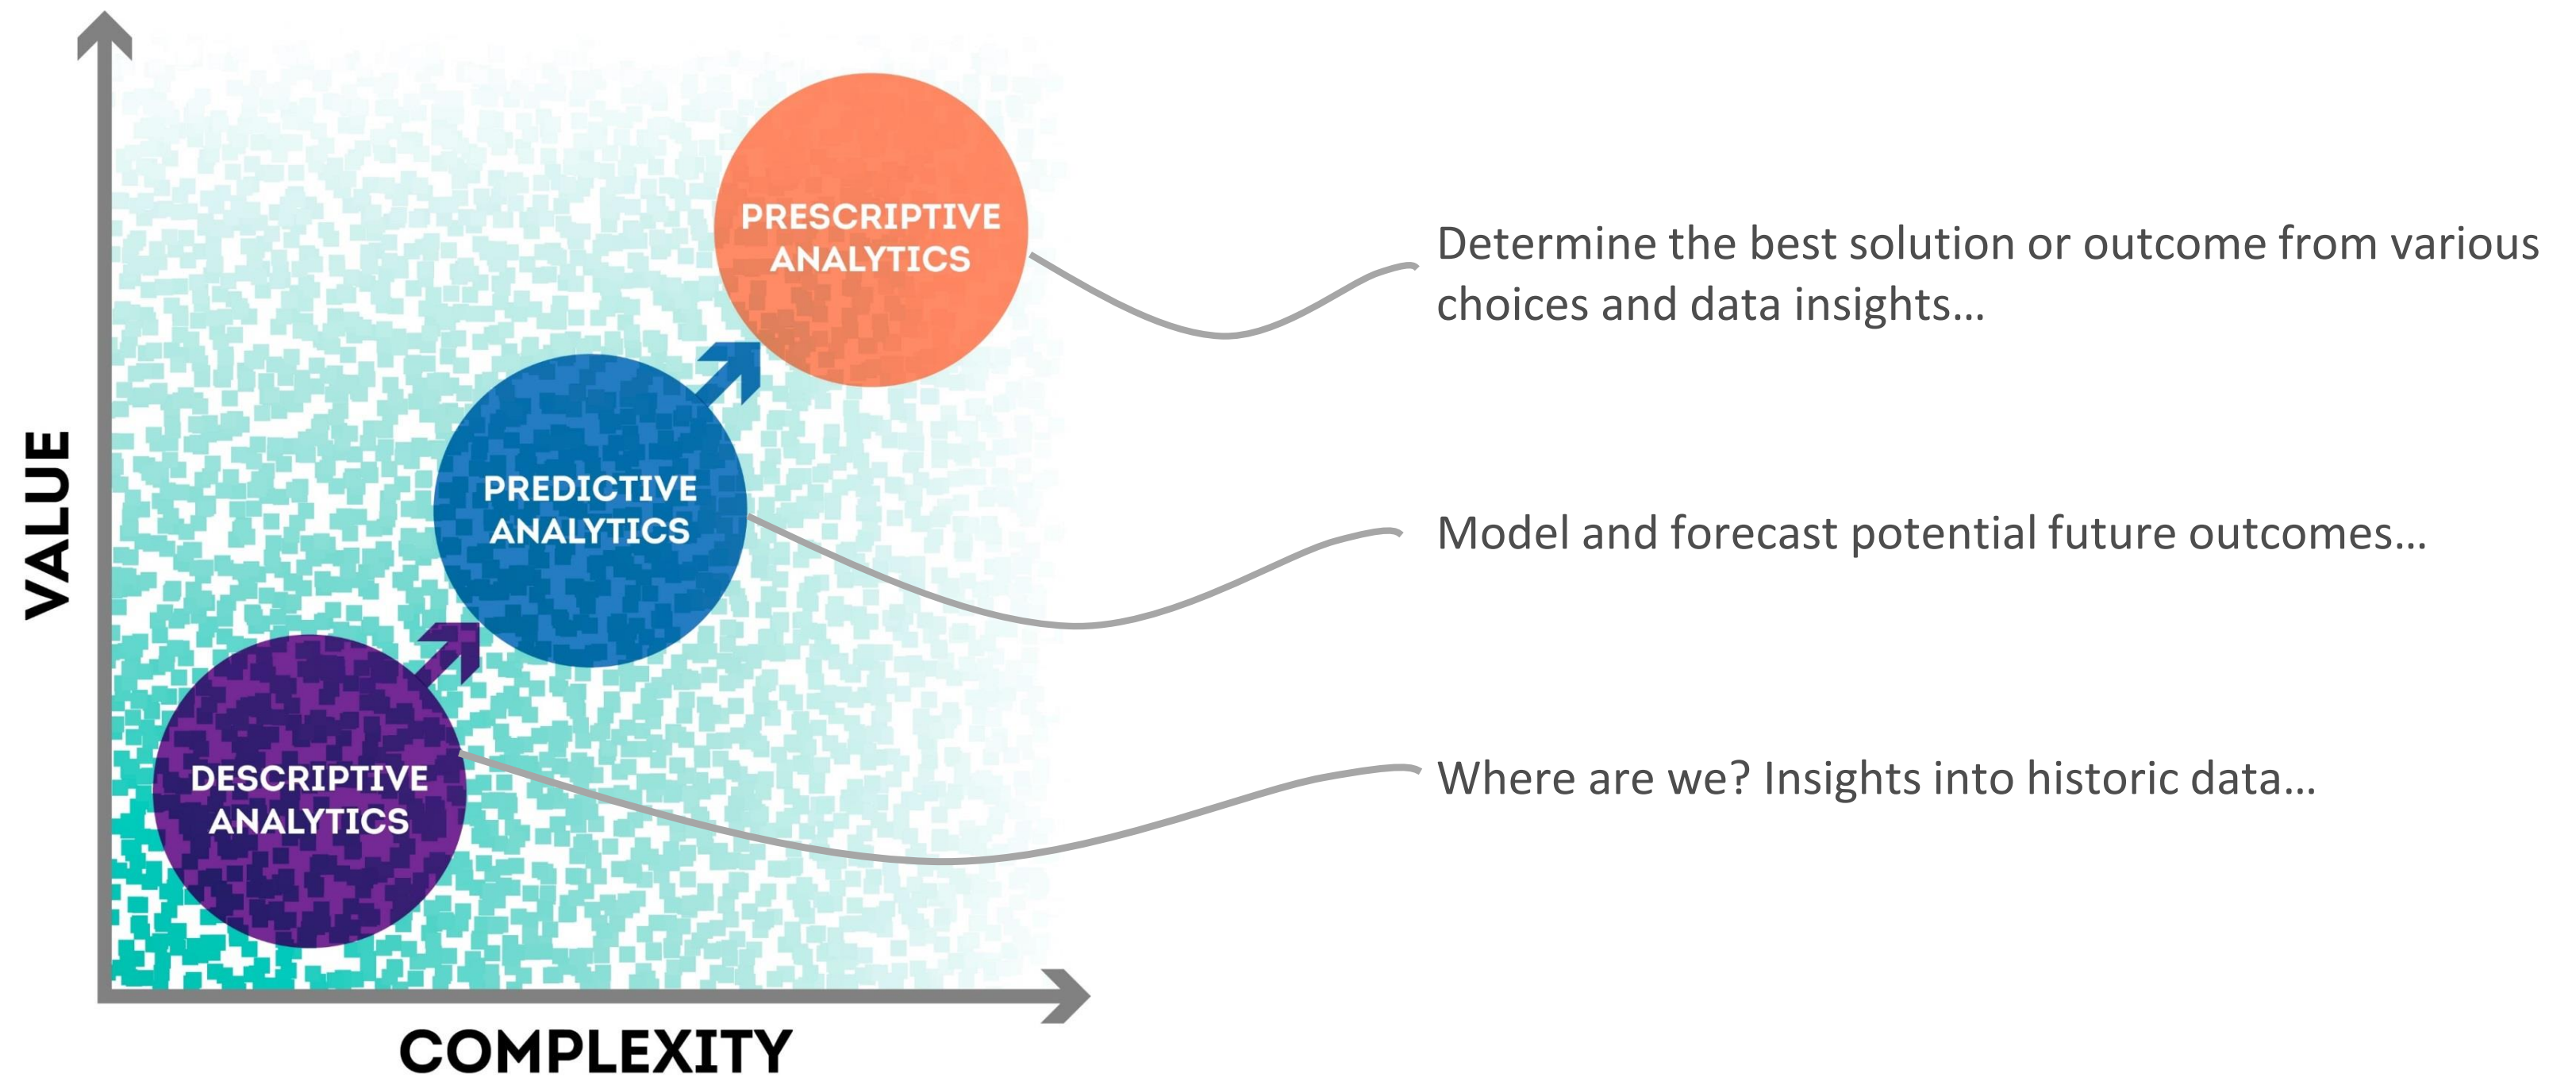 PRESCRIPTIVE
ANALYTICS
Determine the best solution or outcome from various
choices and data insights...
VALUE
PREDICTIVE
ANALYTICS
Model and forecast potential future outcomes...
DESCRIPTIVE
ANALYTICS
Where are we? Insights into historic data...
COMPLEXITY